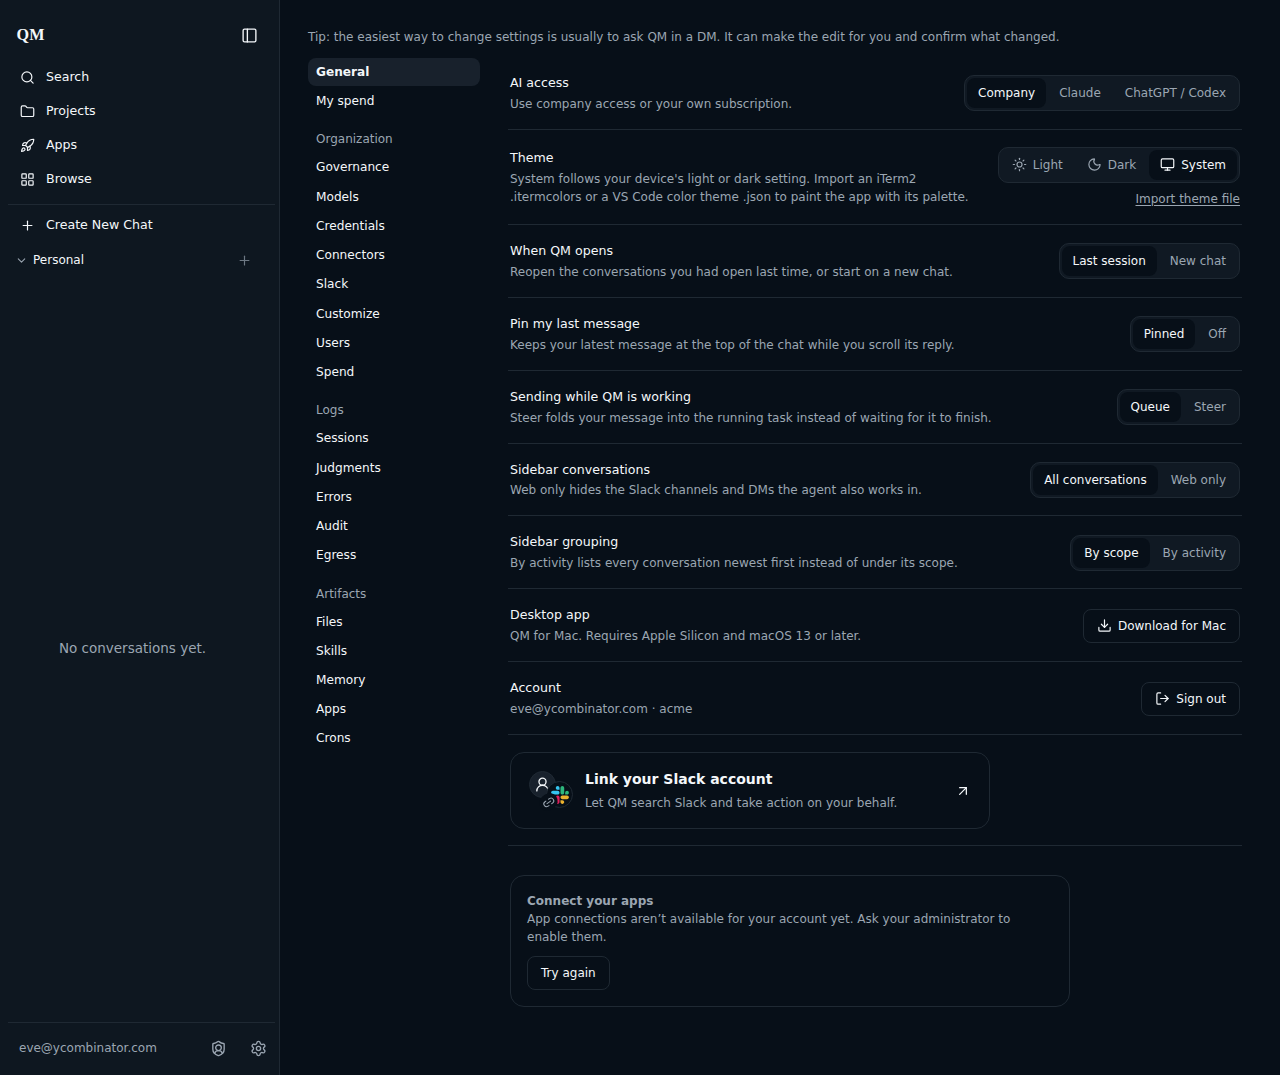 QM
Search
Projects
Apps
Browse
Create New Chat
Personal
No conversations yet.
eve@ycombinator.com
Tip: the easiest way to change settings is usually to ask QM in a DM. It can make the edit for you and confirm what changed.
General
My spend
Organization
Governance
Models
Credentials
Connectors
Slack
Customize
Users
Spend
Logs
Sessions
Judgments
Errors
Audit
Egress
Artifacts
Files
Skills
Memory
Apps
Crons
AI access
Use company access or your own subscription.
Company Claude ChatGPT / Codex
Theme
System follows your device's light or dark setting. Import an iTerm2
.itermcolors or a VS Code color theme .json to paint the app with its palette.
Light Dark System
Import theme file
When QM opens
Reopen the conversations you had open last time, or start on a new chat.
Last session New chat
Pin my last message
Keeps your latest message at the top of the chat while you scroll its reply.
Pinned Off
Sending while QM is working
Steer folds your message into the running task instead of waiting for it to finish.
Queue Steer
Sidebar conversations
Web only hides the Slack channels and DMs the agent also works in.
All conversations Web only
Sidebar grouping
By activity lists every conversation newest first instead of under its scope.
By scope By activity
Desktop app
QM for Mac. Requires Apple Silicon and macOS 13 or later.
Download for Mac
Account
eve@ycombinator.com · acme
Sign out
Link your Slack account
Let QM search Slack and take action on your behalf.
Connect your apps
App connections aren’t available for your account yet. Ask your administrator to
enable them.
Try again